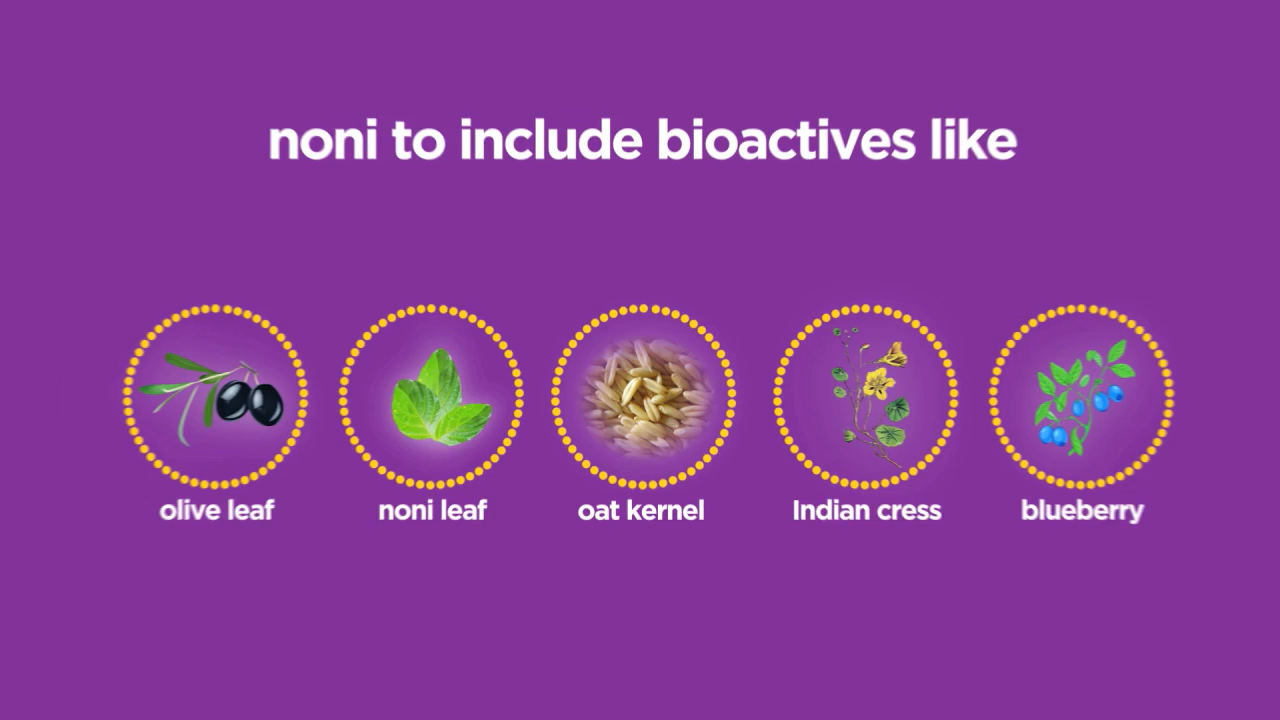 noni to include bioactives like
olive leaf
noni leaf
oat kernel
Indian cress
blueberry